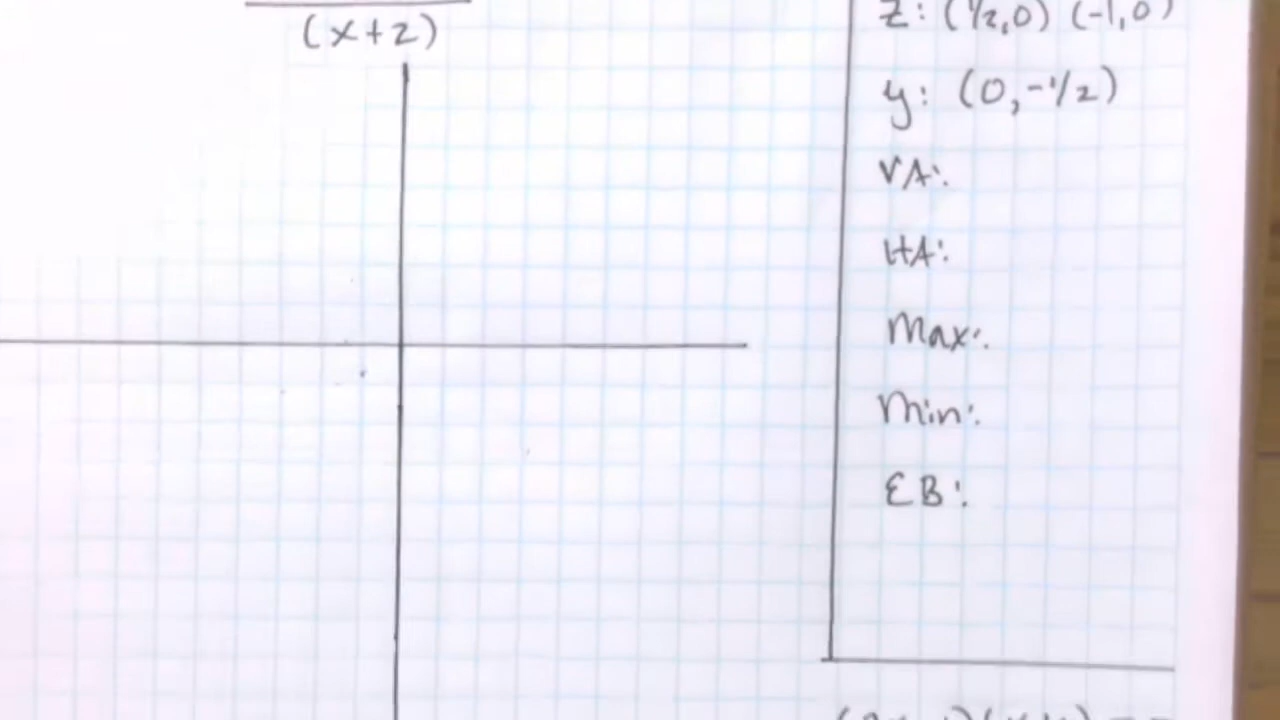 (x+2)
Z: (1/2,0) (-1,0)
y: (0,-1/2)
VA:
HA:
Max:
Min:
EB: